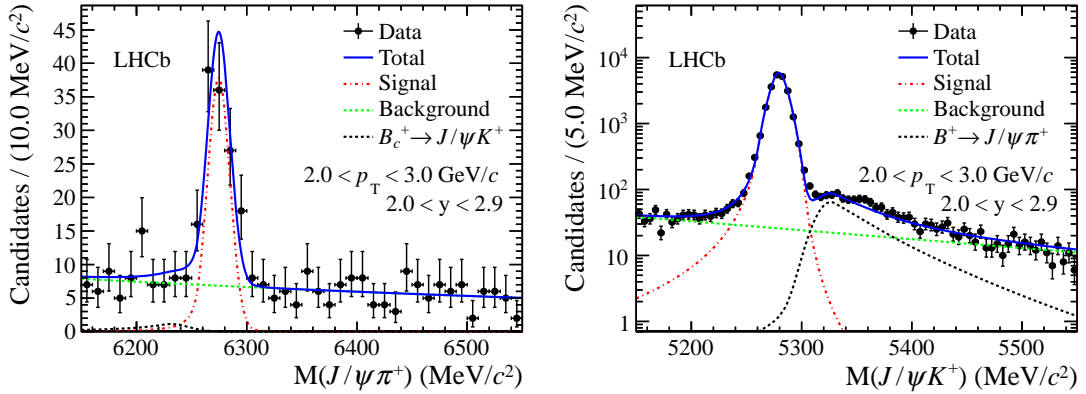 Candidates / (10.0 MeV/c²)
45
40
35
30
25
20
15
10
5
0
LHCb
Data
Total
Signal
Background
B_c^+ → J/ψK^+
2.0 < p_T < 3.0 GeV/c
2.0 < y < 2.9
6200 6300 6400 6500
M(J/ψπ^+) (MeV/c²)
Candidates / (5.0 MeV/c²)
10^4
10^3
10^2
10
1
LHCb
Data
Total
Signal
Background
B^+ → J/ψπ^+
2.0 < p_T < 3.0 GeV/c
2.0 < y < 2.9
5200 5300 5400 5500
M(J/ψK^+) (MeV/c²)